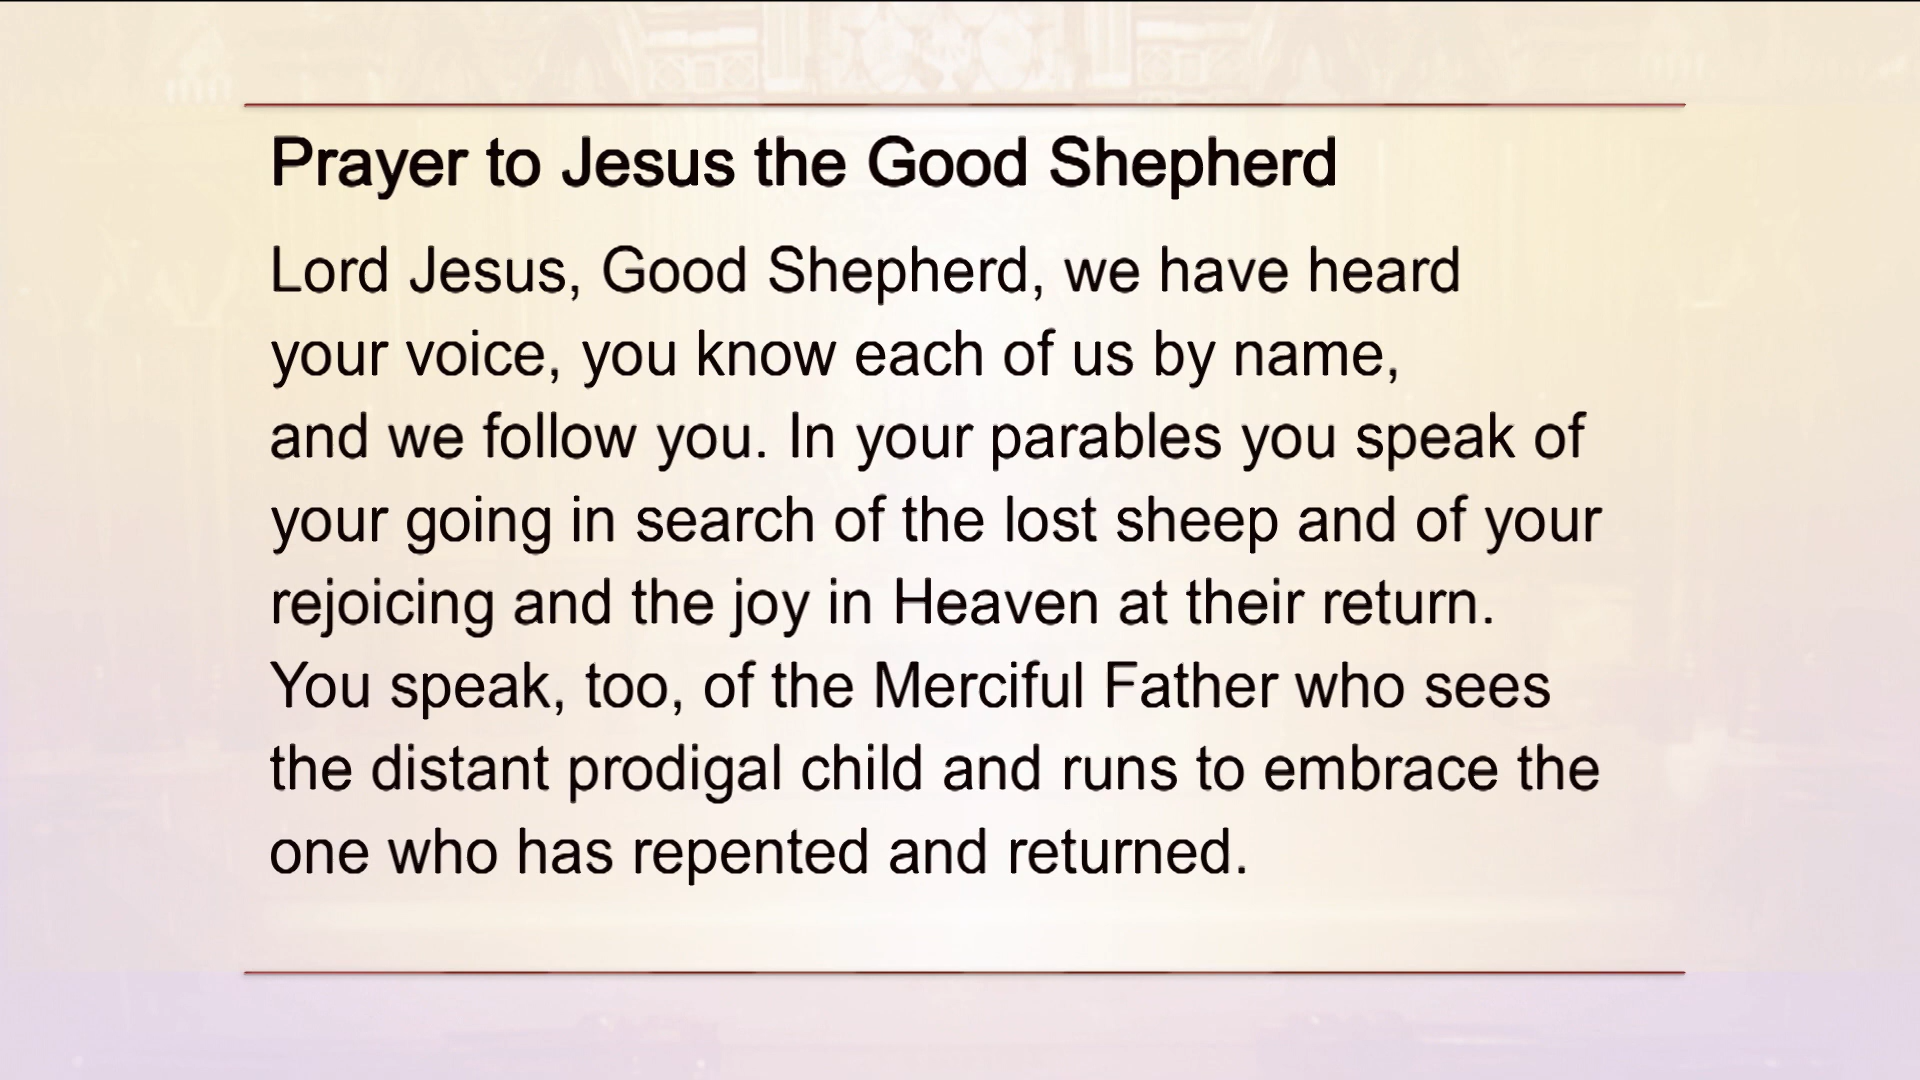 Prayer to Jesus the Good Shepherd
Lord Jesus, Good Shepherd, we have heard
your voice, you know each of us by name,
and we follow you. In your parables you speak of
your going in search of the lost sheep and of your
rejoicing and the joy in Heaven at their return.
You speak, too, of the Merciful Father who sees
the distant prodigal child and runs to embrace the
one who has repented and returned.